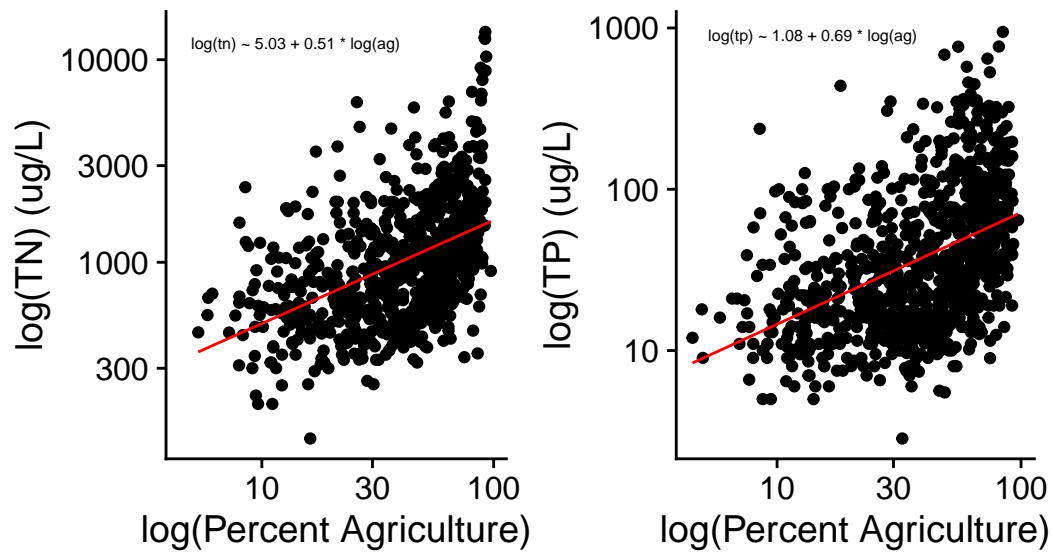 log(tn) ~ 5.03 + 0.51 * log(ag)
10000
3000
1000
300
log(TN) (ug/L)
10
30
100
log(Percent Agriculture)
log(tp) ~ 1.08 + 0.69 * log(ag)
1000
100
10
log(TP) (ug/L)
10
30
100
log(Percent Agriculture)